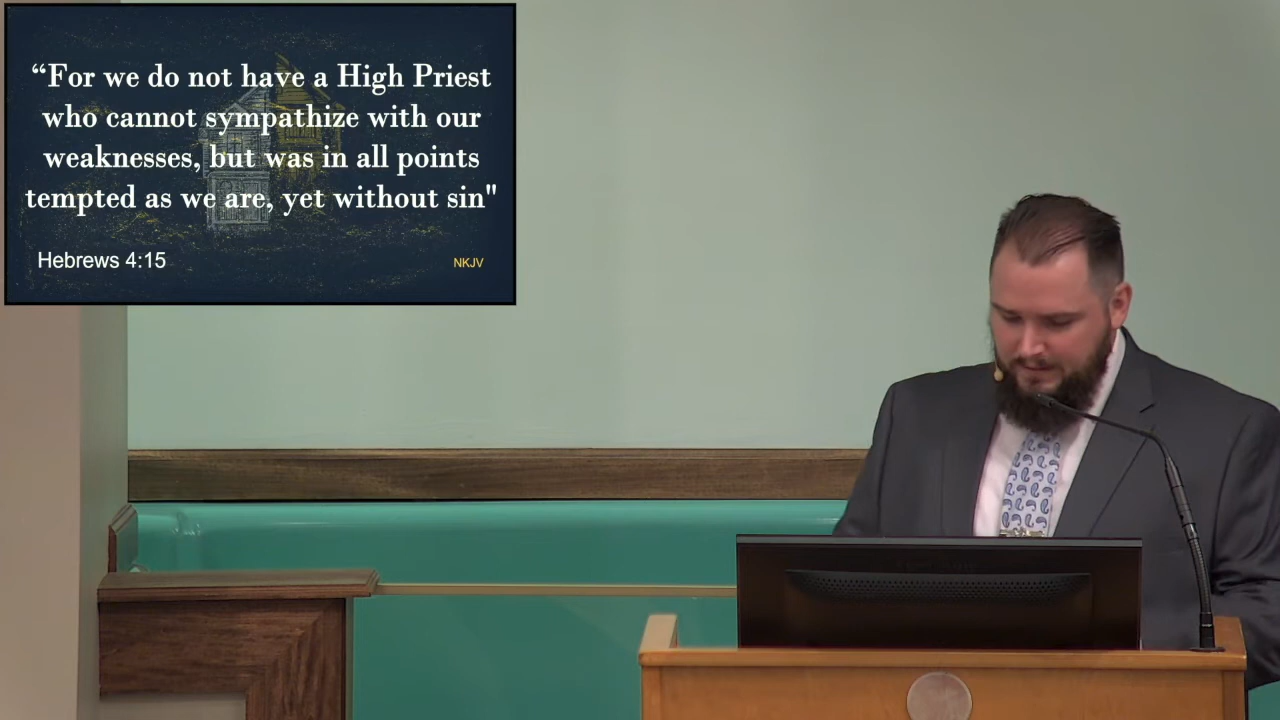 “For we do not have a High Priest
who cannot sympathize with our
weaknesses, but was in all points
tempted as we are, yet without sin"
Hebrews 4:15
NKJV